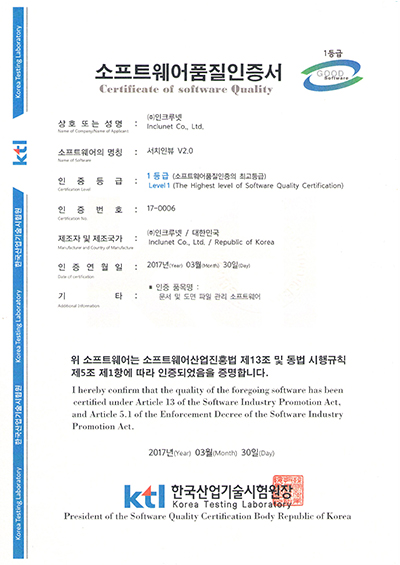 1등급
GOOD
Software
소프트웨어품질인증서
Certificate of software Quality
상 호 또 는 성 명 : ㈜인크루넷
Name of Company/Name of Applicant Inclunet Co., Ltd.
소프트웨어의 명칭 : 서치인뷰 V2.0
Name of Software
인 증 등 급 : 1 등급 (소프트웨어품질인증의 최고등급)
Certification Level Level1 (The Highest level of Software Quality Certification)
인 증 번 호 : 17-0006
Certification No.
제조자 및 제조국가 : ㈜인크루넷 / 대한민국
Manufacturer and Country of Manufacture Inclunet Co., Ltd. / Republic of Korea
인 증 연 월 일 : 2017년(Year) 03월(Month) 30일(Day)
Date of certification
기 타 : * 인증 품목명 :
Additional Information 문서 및 도면 파일 관리 소프트웨어
위 소프트웨어는 소프트웨어산업진흥법 제13조 및 동법 시행규칙
제5조 제1항에 따라 인증되었음을 증명합니다.
I hereby confirm that the quality of the foregoing software has been
certified under Article 13 of the Software Industry Promotion Act,
and Article 5.1 of the Enforcement Decree of the Software Industry
Promotion Act.
2017년(Year) 03월(Month) 30일(Day)
ktl 한국산업기술시험원장
Korea Testing Laboratory
President of the Software Quality Certification Body Republic of Korea
Korea Testing Laboratory
ktl
한국산업기술시험원
Korea Testing Laboratory
한국산업기술시험원
Korea Testing Laboratory